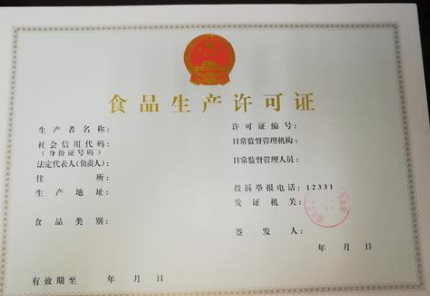 食品生产许可证
生产者名称：
社会信用代码：
（身份证号码）
法定代表人(负责人)：
住所：
生产地址：
食品类别：
有效期至 年 月 日
许可证编号：
日常监督管理机构：
日常监督管理人员：
投诉举报电话：12331
发证机关：
签发人：
年 月 日